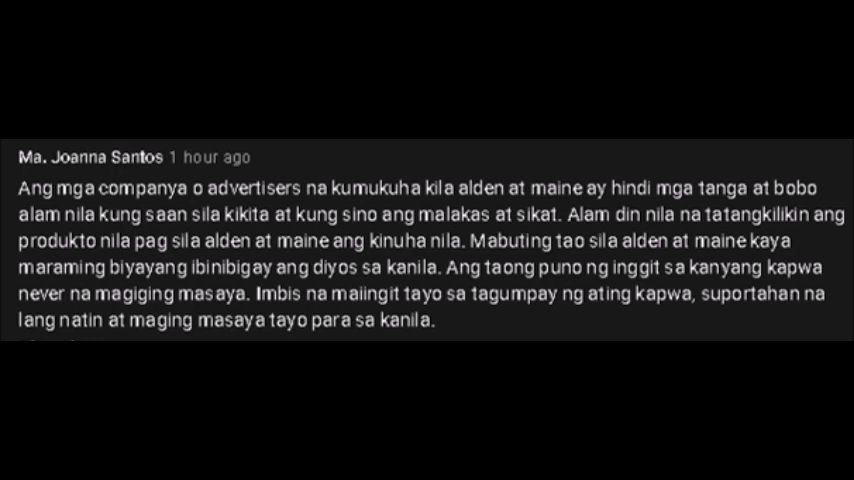 Ma. Joanna Santos 1 hour ago
Ang mga companya o advertisers na kumukuha kila alden at maine ay hindi mga tanga at bobo
alam nila kung saan sila kikita at kung sino ang malakas at sikat. Alam din nila na tatangkilikin ang
produkto nila pag sila alden at maine ang kinuha nila. Mabuting tao sila alden at maine kaya
maraming biyayang ibinibigay ang diyos sa kanila. Ang taong puno ng inggit sa kanyang kapwa
never na magiging masaya. Imbis na maiingit tayo sa tagumpay ng ating kapwa, suportahan na
lang natin at maging masaya tayo para sa kanila.